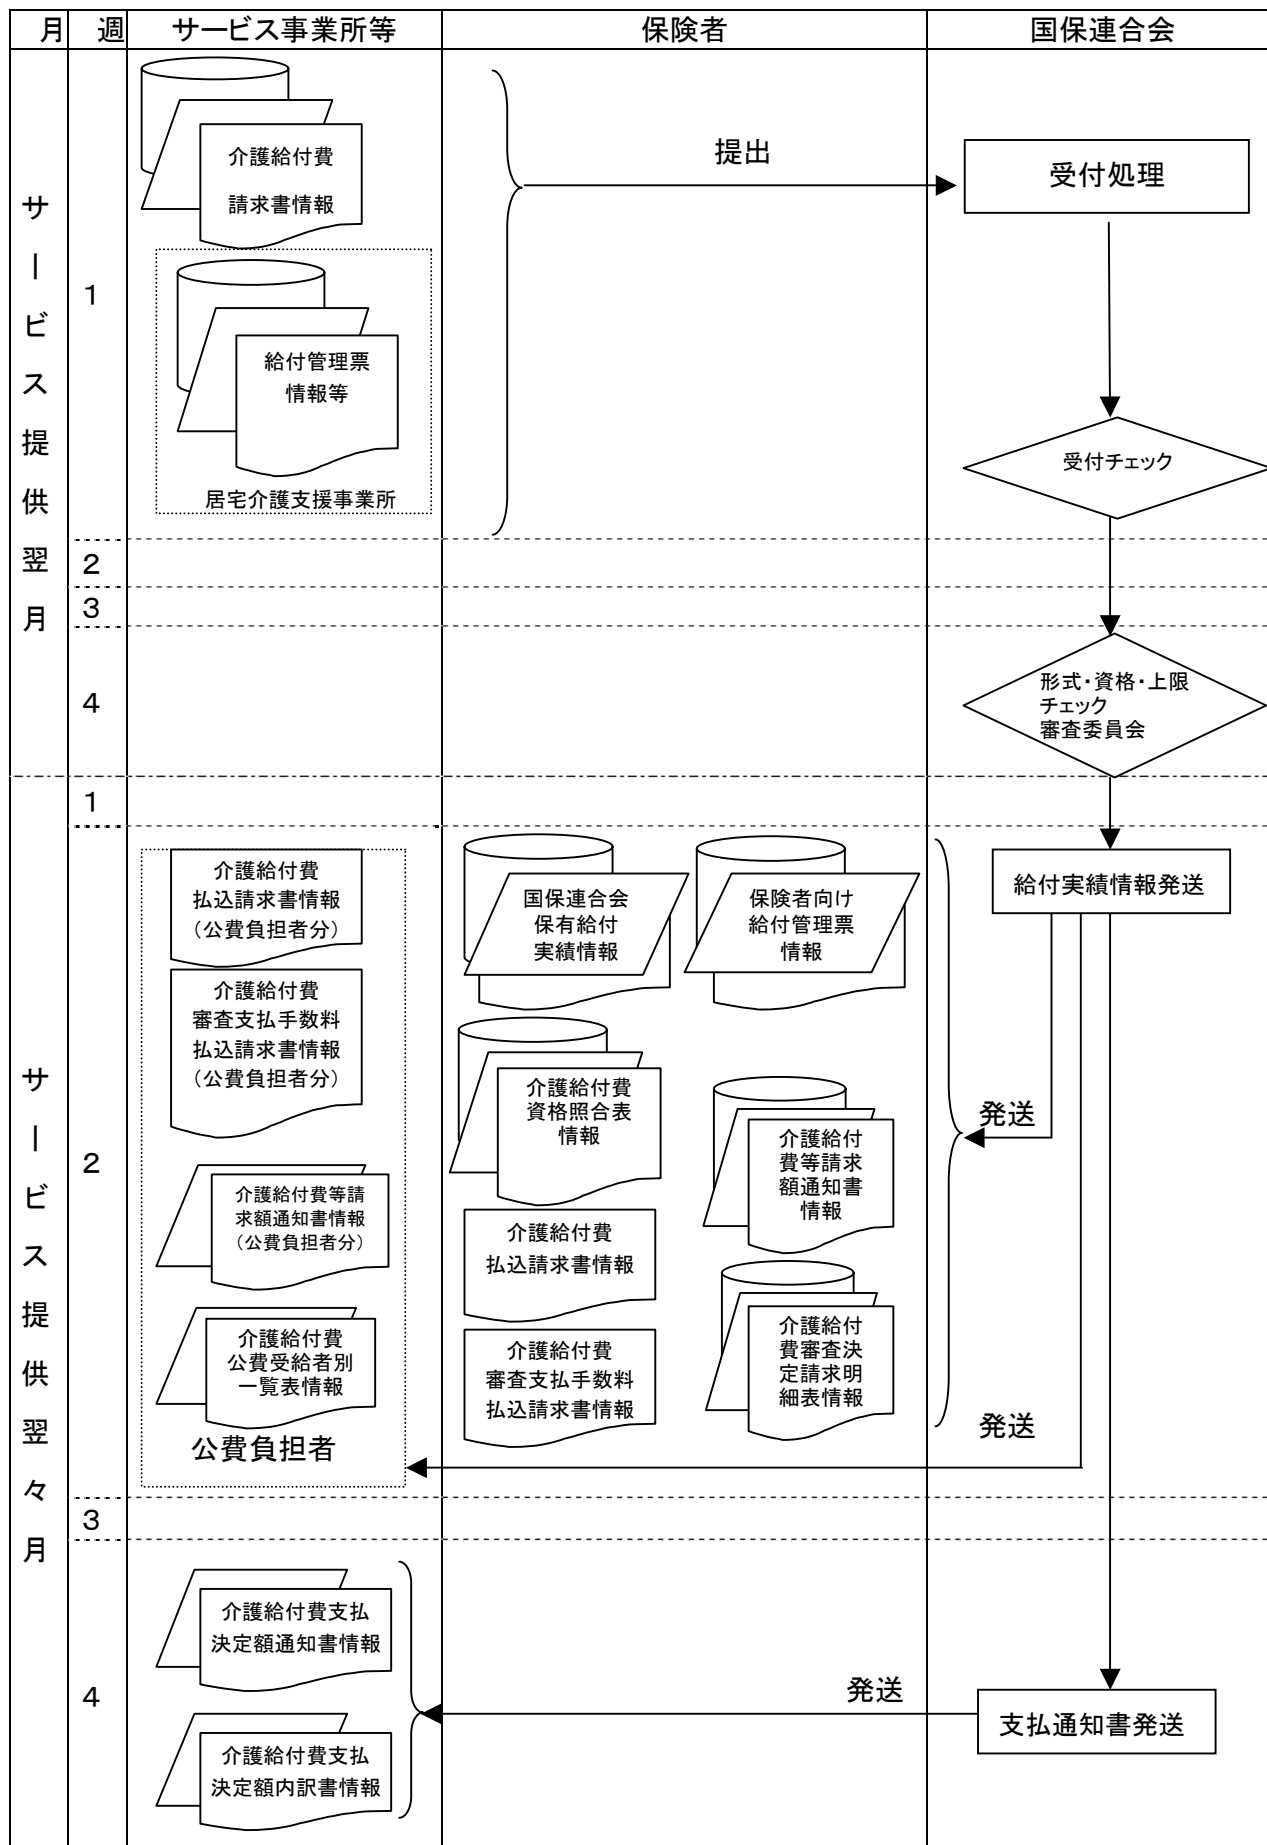 月
週
サービス事業所等
保険者
国保連合会
サービス提供翌月
1
介護給付費
請求書情報
給付管理票
情報等
居宅介護支援事業所
提出
受付処理
受付チェック
2
3
4
形式・資格・上限
チェック
審査委員会
サービス提供翌々月
1
2
介護給付費
払込請求書情報
（公費負担者分）
介護給付費
審査支払手数料
払込請求書情報
（公費負担者分）
介護給付費等請
求額通知書情報
（公費負担者分）
介護給付費
公費受給者別
一覧表情報
公費負担者
国保連合会
保有給付
実績情報
保険者向け
給付管理票
情報
介護給付費
資格照合表
情報
介護給付
費等請求
額通知書
情報
介護給付費
払込請求書情報
介護給付費
審査支払手数料
払込請求書情報
介護給付
費審査決
定請求明
細表情報
給付実績情報発送
発送
発送
3
4
介護給付費支払
決定額通知書情報
介護給付費支払
決定額内訳書情報
発送
支払通知書発送